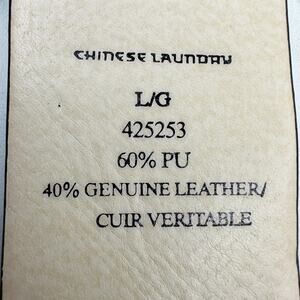 CHINESE LAUNDRY
L/G
425253
60% PU
40% GENUINE LEATHER/
CUIR VERITABLE